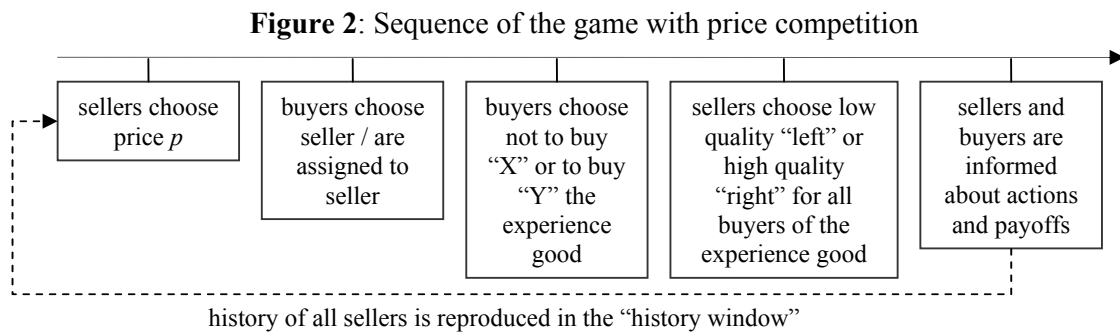 Figure 2: Sequence of the game with price competition
sellers choose
price p
buyers choose
seller / are
assigned to
seller
buyers choose
not to buy
“X” or to buy
“Y” the
experience
good
sellers choose low
quality “left” or
high quality
“right” for all
buyers of the
experience good
sellers and
buyers are
informed
about actions
and payoffs
history of all sellers is reproduced in the “history window”